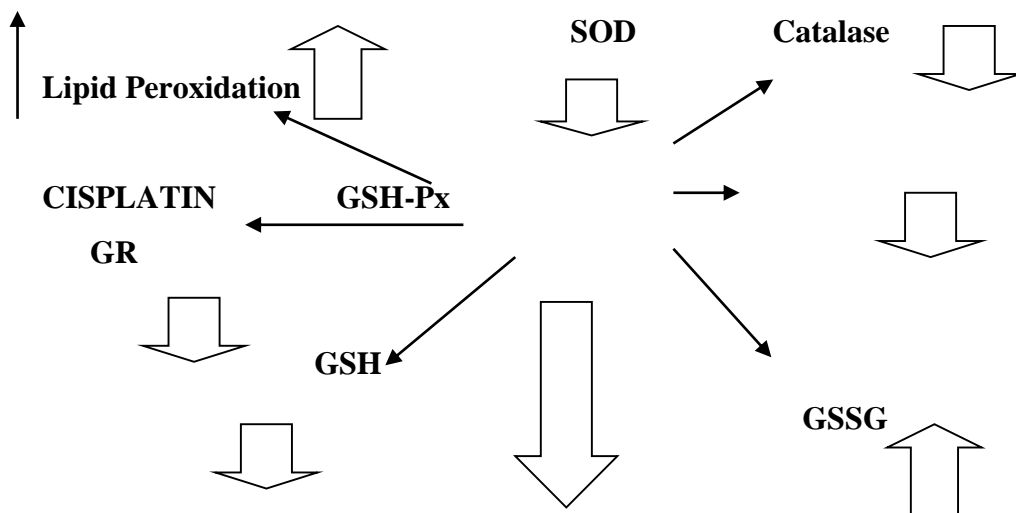 SOD Catalase
Lipid Peroxidation
CISPLATIN GSH-Px
GR
GSH
GSSG